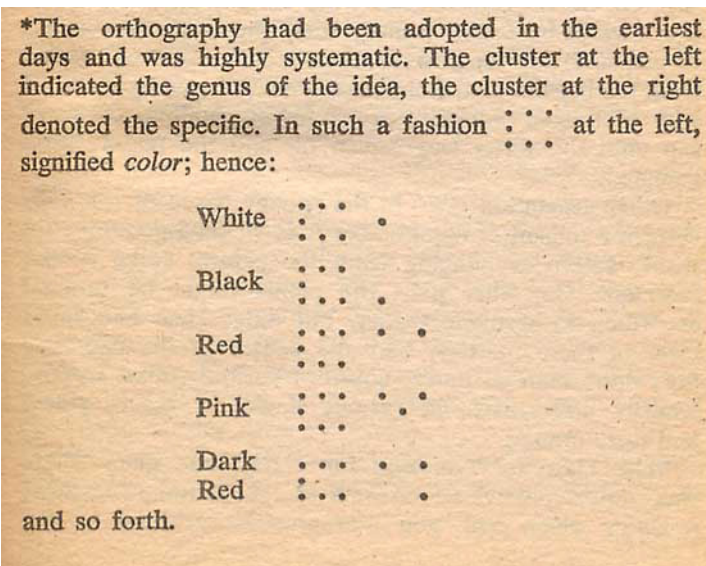 *The orthography had been adopted in the earliest
days and was highly systematic. The cluster at the left
indicated the genus of the idea, the cluster at the right
denoted the specific. In such a fashion at the left,
signified color; hence:
White
Black
Red
Pink
Dark
Red
and so forth.